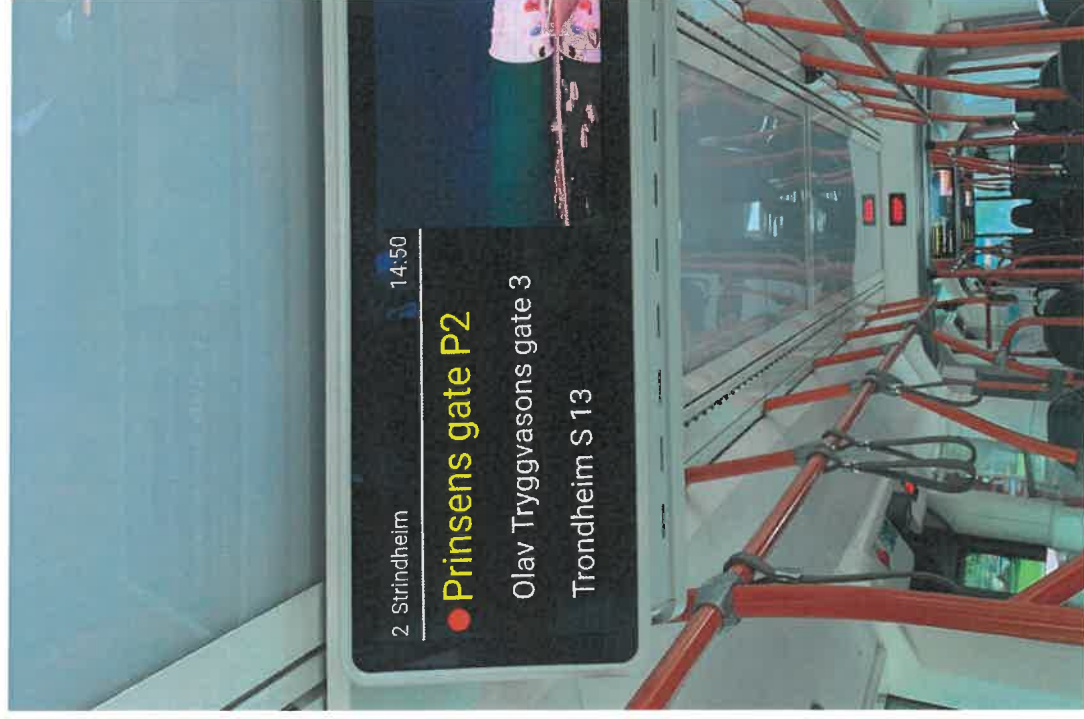 2 Strindheim 14:50
Prinsens gate P2
Olav Tryggvasons gate 3
Trondheim S 13